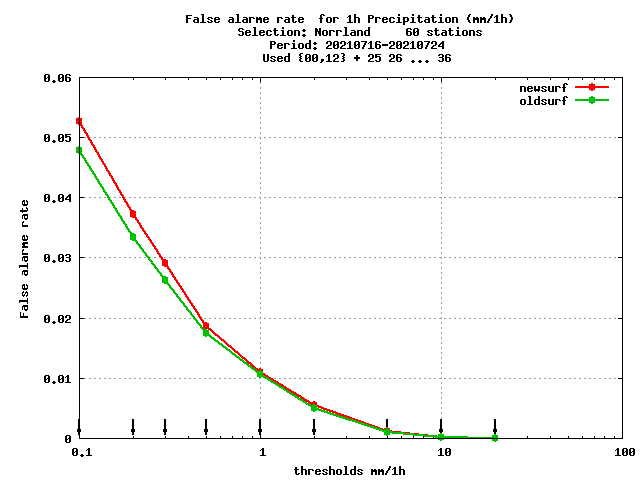 False alarme rate  for 1h Precipitation (mm/1h)
Selection: Norrland     60 stations
Period: 20210716-20210724
Used {00,12} + 25 26 ... 36
newsurf
oldsurf
0.06
0.05
0.04
0.03
0.02
0.01
0
False alarme rate
0.1 1 10 100
thresholds mm/1h